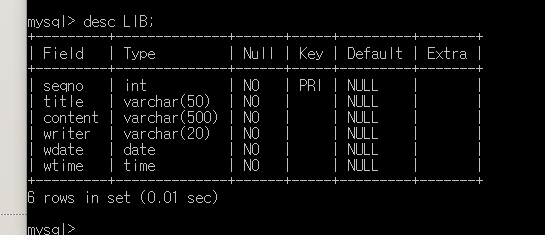 mysql> desc LIB;
+---------+--------------+------+-----+---------+-------+
| Field | Type | Null | Key | Default | Extra |
+---------+--------------+------+-----+---------+-------+
| seqno | int | NO | PRI | NULL | |
| title | varchar(50) | NO | | NULL | |
| content | varchar(500) | NO | | NULL | |
| writer | varchar(20) | NO | | NULL | |
| wdate | date | NO | | NULL | |
| wtime | time | NO | | NULL | |
+---------+--------------+------+-----+---------+-------+
6 rows in set (0.01 sec)
mysql>